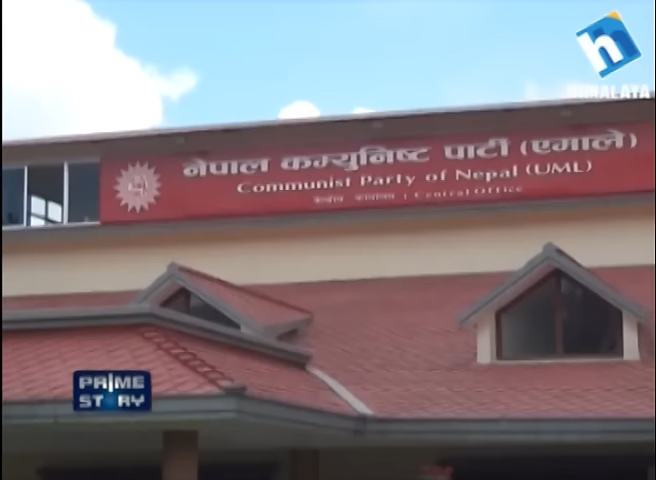 HIMALAYA
नेपाल कम्युनिष्ट पार्टी (एमाले)
Communist Party of Nepal (UML)
केन्द्रीय कार्यालय | Central Office
PRIME
STORY